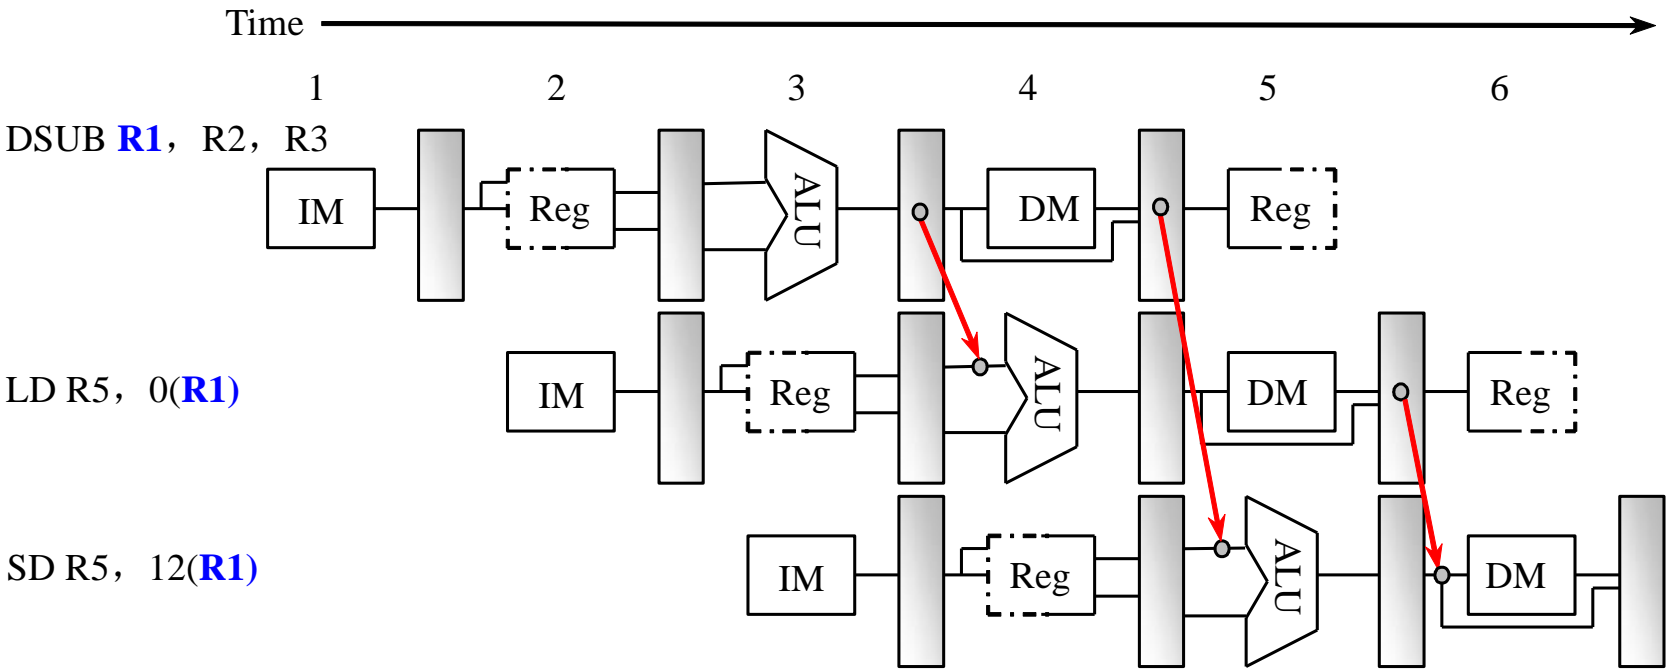 Time
1 2 3 4 5 6
DSUB R1，R2，R3
IM Reg ALU DM Reg
LD R5，0(R1)
IM Reg ALU DM Reg
SD R5，12(R1)
IM Reg ALU DM